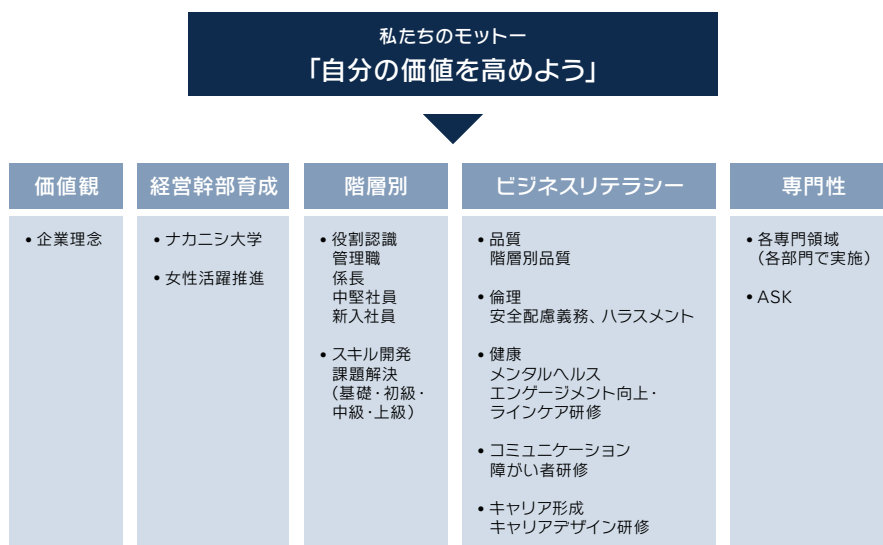 私たちのモットー
「自分の価値を高めよう」
価値観
• 企業理念
経営幹部育成
• ナカニシ大学
• 女性活躍推進
階層別
• 役割認識
管理職
係長
中堅社員
新入社員
• スキル開発
課題解決
(基礎・初級・
中級・上級)
ビジネスリテラシー
• 品質
階層別品質
• 倫理
安全配慮義務、ハラスメント
• 健康
メンタルヘルス
エンゲージメント向上・
ラインケア研修
• コミュニケーション
障がい者研修
• キャリア形成
キャリアデザイン研修
専門性
• 各専門領域
(各部門で実施)
• ASK